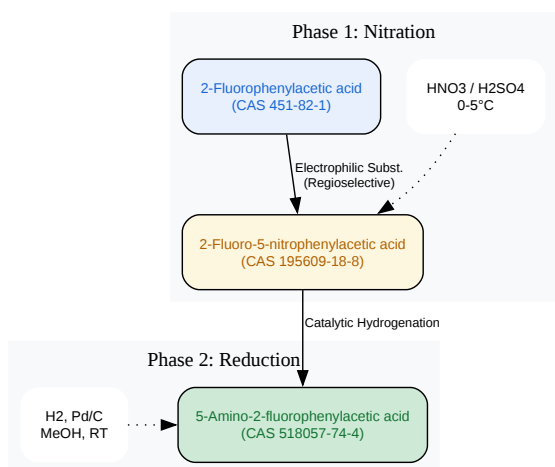 Phase 1: Nitration
2-Fluorophenylacetic acid
(CAS 451-82-1)
HNO3 / H2SO4
0-5°C
Electrophilic Subst.
(Regioselective)
2-Fluoro-5-nitrophenylacetic acid
(CAS 195609-18-8)
Catalytic Hydrogenation
Phase 2: Reduction
H2, Pd/C
MeOH, RT
5-Amino-2-fluorophenylacetic acid
(CAS 518057-74-4)